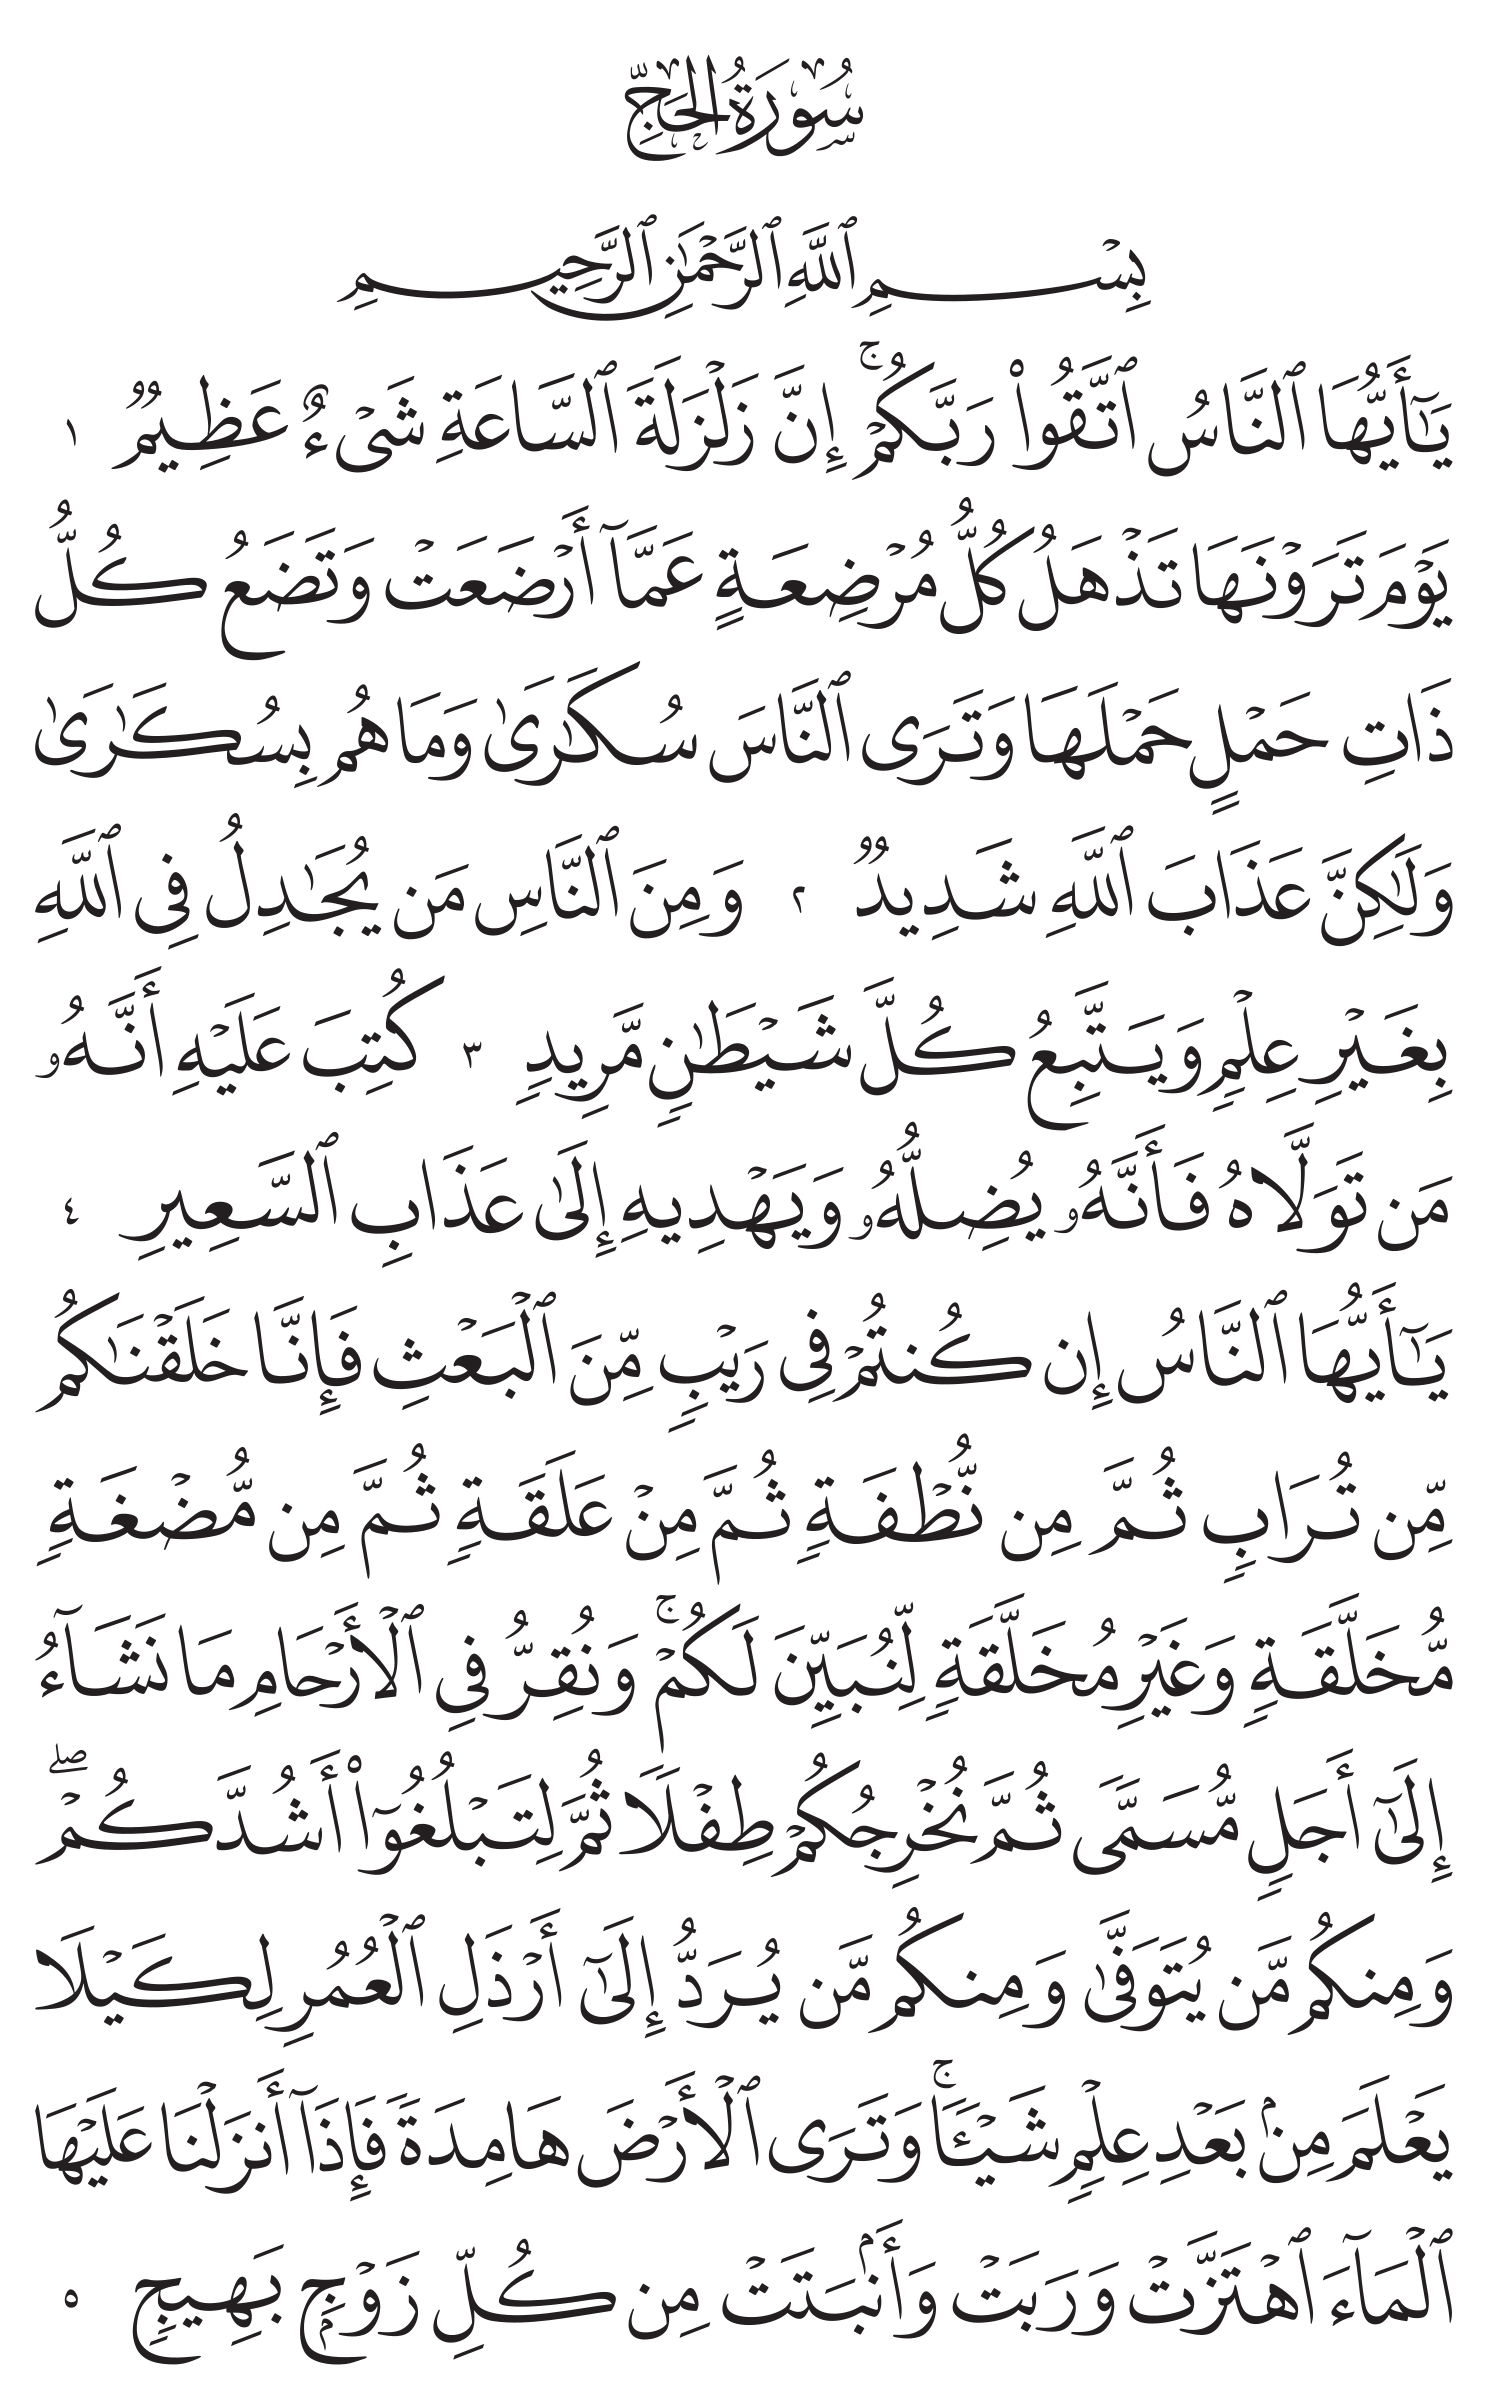 سُورَةُ الحَجِّ
بِسْمِ ٱللَّهِ ٱلرَّحْمَٰنِ ٱلرَّحِيمِ
يَٰٓأَيُّهَا ٱلنَّاسُ ٱتَّقُوا۟ رَبَّكُمْ ۚ إِنَّ زَلْزَلَةَ ٱلسَّاعَةِ شَىْءٌ عَظِيمٌ ١
يَوْمَ تَرَوْنَهَا تَذْهَلُ كُلُّ مُرْضِعَةٍ عَمَّآ أَرْضَعَتْ وَتَضَعُ كُلُّ
ذَاتِ حَمْلٍ حَمْلَهَا وَتَرَى ٱلنَّاسَ سُكَٰرَىٰ وَمَا هُم بِسُكَٰرَىٰ
وَلَٰكِنَّ عَذَابَ ٱللَّهِ شَدِيدٌ ٢ وَمِنَ ٱلنَّاسِ مَن يُجَٰدِلُ فِى ٱللَّهِ
بِغَيْرِ عِلْمٍ وَيَتَّبِعُ كُلَّ شَيْطَٰنٍ مَّرِيدٍ ٣ كُتِبَ عَلَيْهِ أَنَّهُۥ
مَن تَوَلَّاهُ فَأَنَّهُۥ يُضِلُّهُۥ وَيَهْدِيهِ إِلَىٰ عَذَابِ ٱلسَّعِيرِ ٤
يَٰٓأَيُّهَا ٱلنَّاسُ إِن كُنتُمْ فِى رَيْبٍ مِّنَ ٱلْبَعْثِ فَإِنَّا خَلَقْنَٰكُم
مِّن تُرَابٍ ثُمَّ مِن نُّطْفَةٍ ثُمَّ مِنْ عَلَقَةٍ ثُمَّ مِن مُّضْغَةٍ
مُّخَلَّقَةٍ وَغَيْرِ مُخَلَّقَةٍ لِّنُبَيِّنَ لَكُمْ ۚ وَنُقِرُّ فِى ٱلْأَرْحَامِ مَا نَشَآءُ
إِلَىٰٓ أَجَلٍ مُّسَمًّى ثُمَّ نُخْرِجُكُمْ طِفْلًا ثُمَّ لِتَبْلُغُوٓا۟ أَشُدَّكُمْ ۖ
وَمِنكُم مَّن يُتَوَفَّىٰ وَمِنكُم مَّن يُرَدُّ إِلَىٰٓ أَرْذَلِ ٱلْعُمُرِ لِكَيْلَا
يَعْلَمَ مِنۢ بَعْدِ عِلْمٍ شَيْـًٔا ۚ وَتَرَى ٱلْأَرْضَ هَامِدَةً فَإِذَآ أَنزَلْنَا عَلَيْهَا
ٱلْمَآءَ ٱهْتَزَّتْ وَرَبَتْ وَأَنۢبَتَتْ مِن كُلِّ زَوْجٍۭ بَهِيجٍ ٥